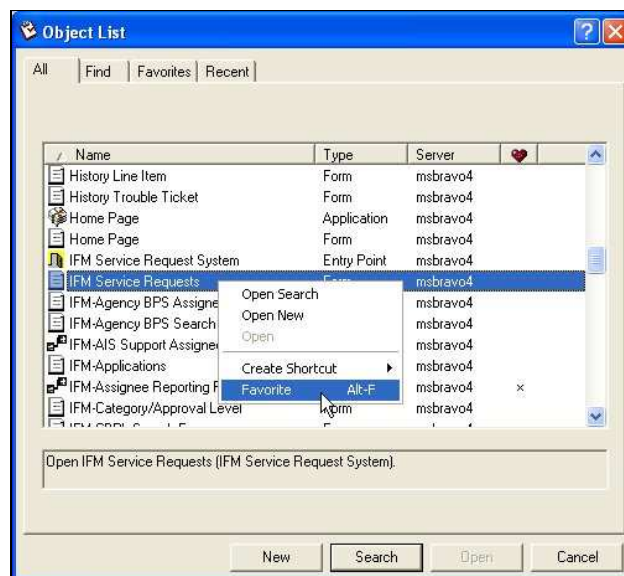 Object List
All Find Favorites Recent
Name Type Server
History Line Item Form msbravo4
History Trouble Ticket Form msbravo4
Home Page Application msbravo4
Home Page Form msbravo4
IFM Service Request System Entry Point msbravo4
IFM Service Requests msbravo4
IFM-Agency BPS Assigne msbravo4
IFM-Agency BPS Search msbravo4
IFM-AIS Support Assigne msbravo4
IFM-Applications msbravo4
IFM-Assignee Reporting msbravo4 x
IFM-Category/Approval Level Form msbravo4
Open Search
Open New
Open
Create Shortcut
Favorite Alt-F
Open IFM Service Requests (IFM Service Request System).
New Search Open Cancel